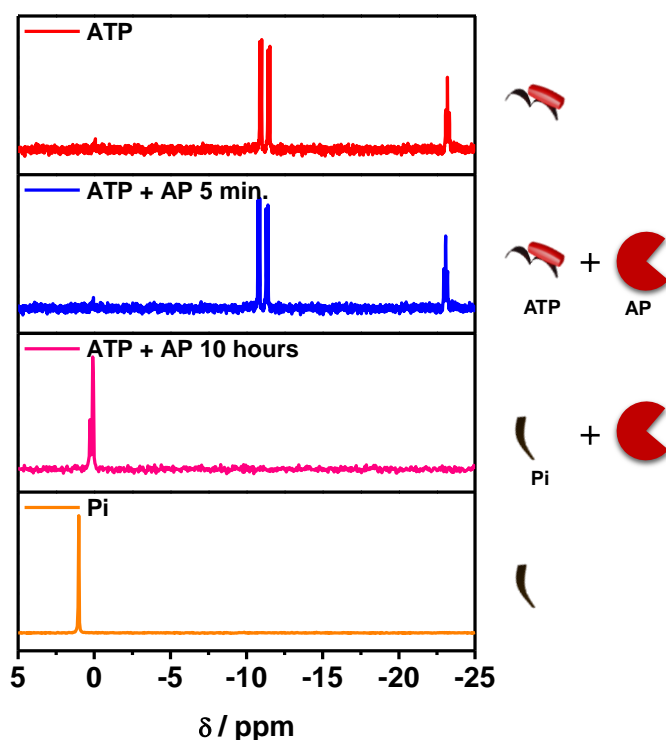 ATP
ATP + AP 5 min.
+
ATP
AP
ATP + AP 10 hours
+
Pi
Pi
5 0 -5 -10 -15 -20 -25
δ / ppm